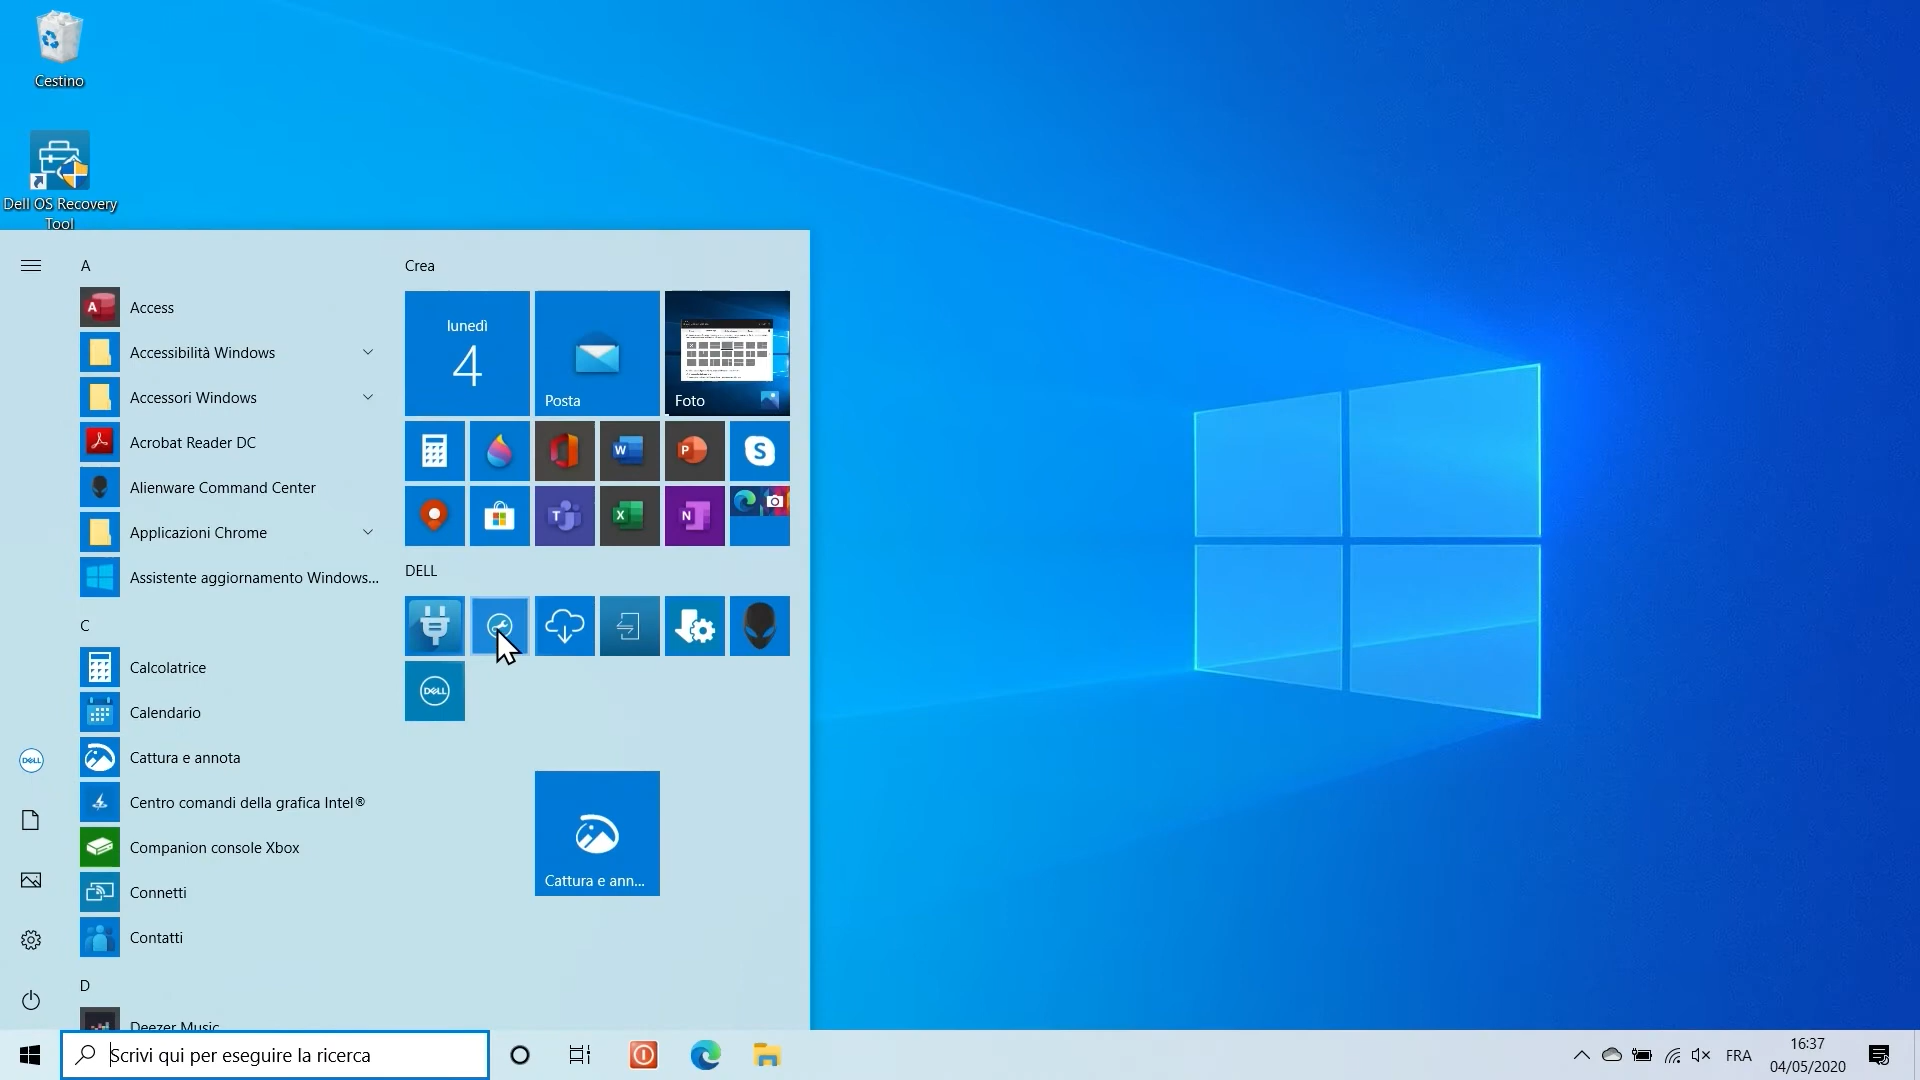 Cestino
Dell OS Recovery
Tool
A
Access
Accessibilità Windows
Accessori Windows
Acrobat Reader DC
Alienware Command Center
Applicazioni Chrome
Assistente aggiornamento Windows...
C
Calcolatrice
Calendario
Cattura e annota
Centro comandi della grafica Intel®
Companion console Xbox
Connetti
Contatti
D
Deezer Music
Crea
lunedì
4
Posta
Foto
DELL
DELL
Cattura e ann...
DELL
Scrivi qui per eseguire la ricerca
FRA
16:37
04/05/2020